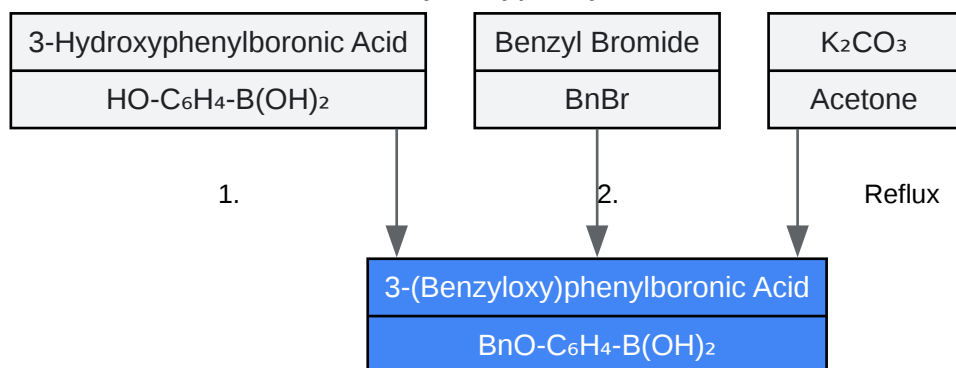 3-Hydroxyphenylboronic Acid
HO-C₆H₄-B(OH)₂
Benzyl Bromide
BnBr
K₂CO₃
Acetone
1.
2.
Reflux
3-(Benzyloxy)phenylboronic Acid
BnO-C₆H₄-B(OH)₂